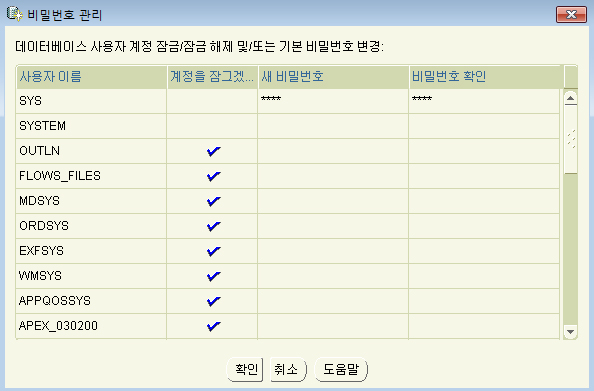 비밀번호 관리
데이터베이스 사용자 계정 잠금/잠금 해제 및/또는 기본 비밀번호 변경:
사용자 이름 계정을 잠그겠... 새 비밀번호 비밀번호 확인
SYS **** ****
SYSTEM
OUTLN
FLOWS_FILES
MDSYS
ORDSYS
EXFSYS
WMSYS
APPQOSSYS
APEX_030200
확인 취소 도움말